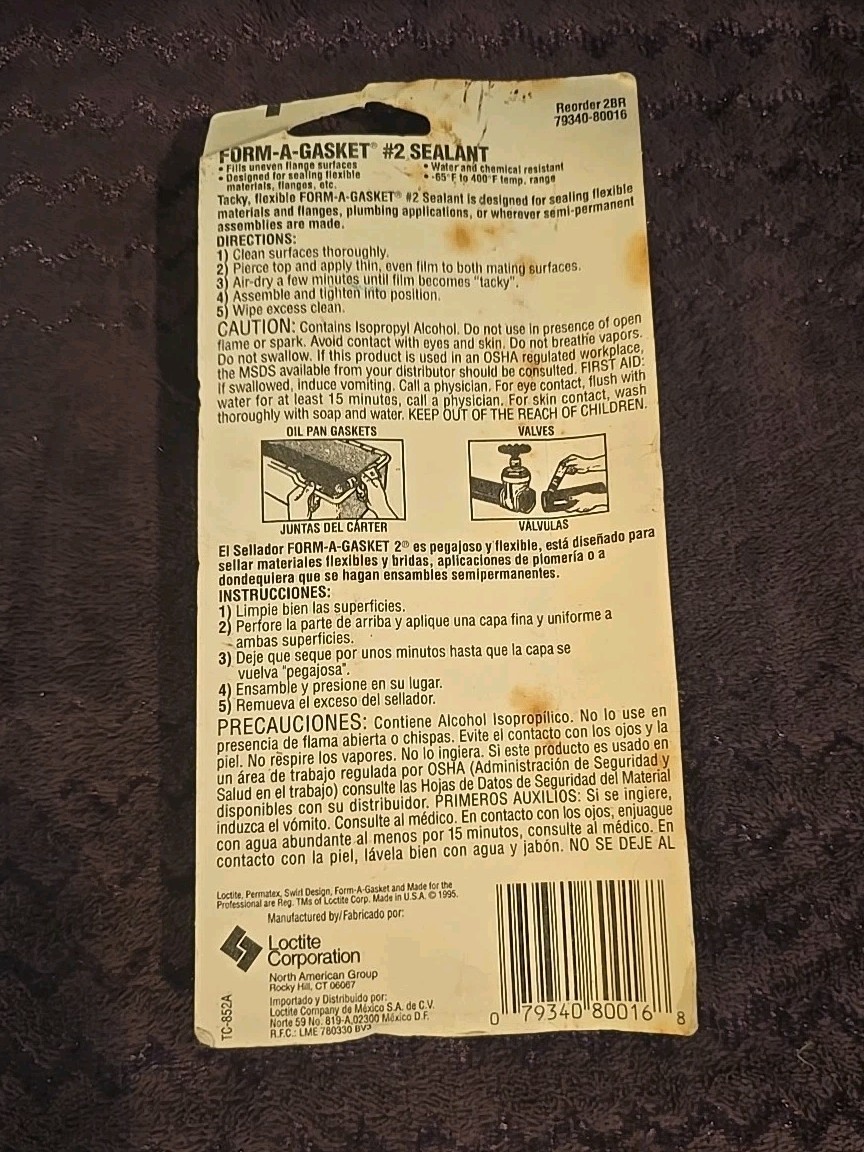 Reorder 2BR
79340-80016
FORM-A-GASKET® #2 SEALANT
• Fills uneven flange surfaces
• Designed for sealing flexible
materials, flanges, etc.
• Water and chemical resistant
• -65°F to 400°F temp. range
Tacky, flexible FORM-A-GASKET® #2 Sealant is designed for sealing flexible
materials and flanges, plumbing applications, or wherever semi-permanent
assemblies are made.
DIRECTIONS:
1) Clean surfaces thoroughly.
2) Pierce top and apply thin, even film to both mating surfaces.
3) Air-dry a few minutes until film becomes "tacky".
4) Assemble and tighten into position.
5) Wipe excess clean.
CAUTION: Contains Isopropyl Alcohol. Do not use in presence of open
flame or spark. Avoid contact with eyes and skin. Do not breathe vapors.
Do not swallow. If this product is used in an OSHA regulated workplace,
the MSDS available from your distributor should be consulted. FIRST AID:
If swallowed, induce vomiting. Call a physician. For eye contact, flush with
water for at least 15 minutes, call a physician. For skin contact, wash
thoroughly with soap and water. KEEP OUT OF THE REACH OF CHILDREN.
OIL PAN GASKETS
VALVES
JUNTAS DEL CÁRTER
VÁLVULAS
El Sellador FORM-A-GASKET 2® es pegajoso y flexible, está diseñado para
sellar materiales flexibles y bridas, aplicaciones de plomería o a
dondequiera que se hagan ensambles semipermanentes.
INSTRUCCIONES:
1) Limpie bien las superficies.
2) Perfore la parte de arriba y aplique una capa fina y uniforme a
ambas superficies.
3) Deje que seque por unos minutos hasta que la capa se
vuelva "pegajosa".
4) Ensamble y presione en su lugar.
5) Remueva el exceso del sellador.
PRECAUCIONES: Contiene Alcohol Isopropílico. No lo use en
presencia de flama abierta o chispas. Evite el contacto con los ojos y la
piel. No respire los vapores. No lo ingiera. Si este producto es usado en
un área de trabajo regulada por OSHA (Administración de Seguridad y
Salud en el trabajo) consulte las Hojas de Datos de Seguridad del Material
disponibles con su distribuidor. PRIMEROS AUXILIOS: Si se ingiere,
induzca el vómito. Consulte al médico. En contacto con los ojos, enjuague
con agua abundante al menos por 15 minutos, consulte al médico. En
contacto con la piel, lávela bien con agua y jabón. NO SE DEJE AL
Loctite, Permatex, Swirl Design, Form-A-Gasket and Made for the
Professional are Reg. TMs of Loctite Corp. Made in U.S.A. © 1995.
Manufactured by/Fabricado por:
Loctite
Corporation
North American Group
Rocky Hill, CT 06067
Importado y Distribuido por:
Loctite Company de México S.A. de C.V.
Norte 59 No. 819-A,02300 México D.F.
R.F.C.: LME 780330 BV3
TC-852A
0 79340 80016 8